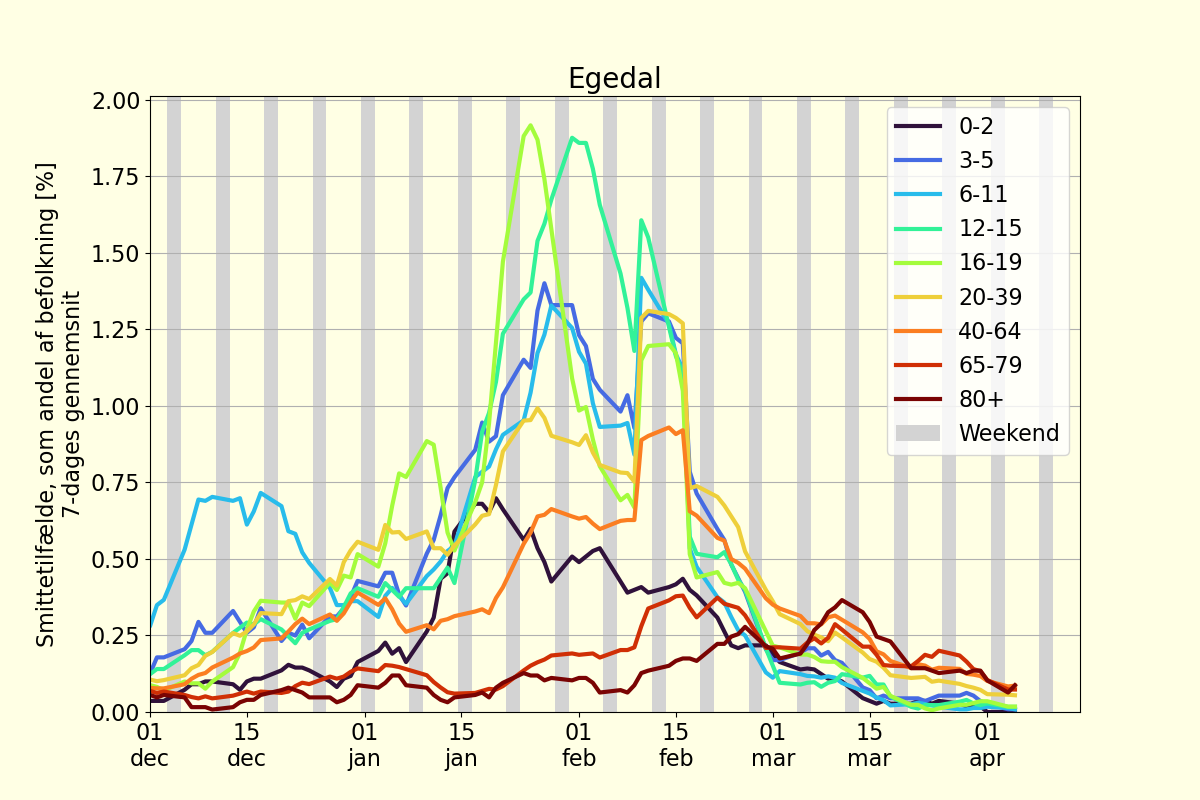 Egedal
Smittetilfælde, som andel af befolkning [%]
7-dages gennemsnit
2.00
1.75
1.50
1.25
1.00
0.75
0.50
0.25
0.00
01
dec
15
dec
01
jan
15
jan
01
feb
15
feb
01
mar
15
mar
01
apr
0-2
3-5
6-11
12-15
16-19
20-39
40-64
65-79
80+
Weekend